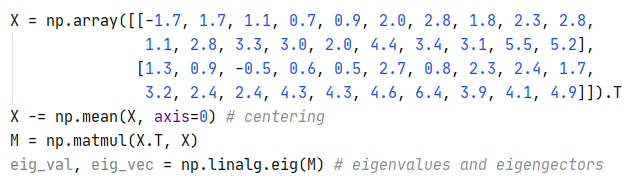 X = np.array([[-1.7, 1.7, 1.1, 0.7, 0.9, 2.0, 2.8, 1.8, 2.3, 2.8,
1.1, 2.8, 3.3, 3.0, 2.0, 4.4, 3.4, 3.1, 5.5, 5.2],
[1.3, 0.9, -0.5, 0.6, 0.5, 2.7, 0.8, 2.3, 2.4, 1.7,
3.2, 2.4, 2.4, 4.3, 4.3, 4.6, 6.4, 3.9, 4.1, 4.9]]).T
X -= np.mean(X, axis=0) # centering
M = np.matmul(X.T, X)
eig_val, eig_vec = np.linalg.eig(M) # eigenvalues and eigengectors